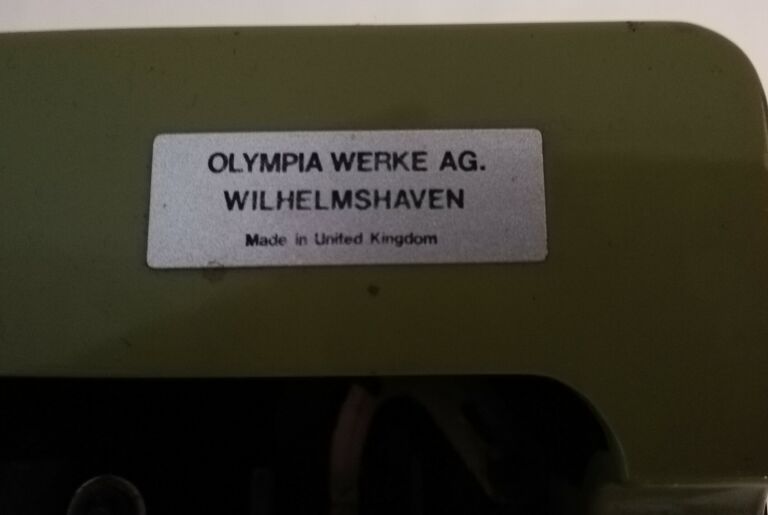 OLYMPIA WERKE AG.
WILHELMSHAVEN
Made in United Kingdom